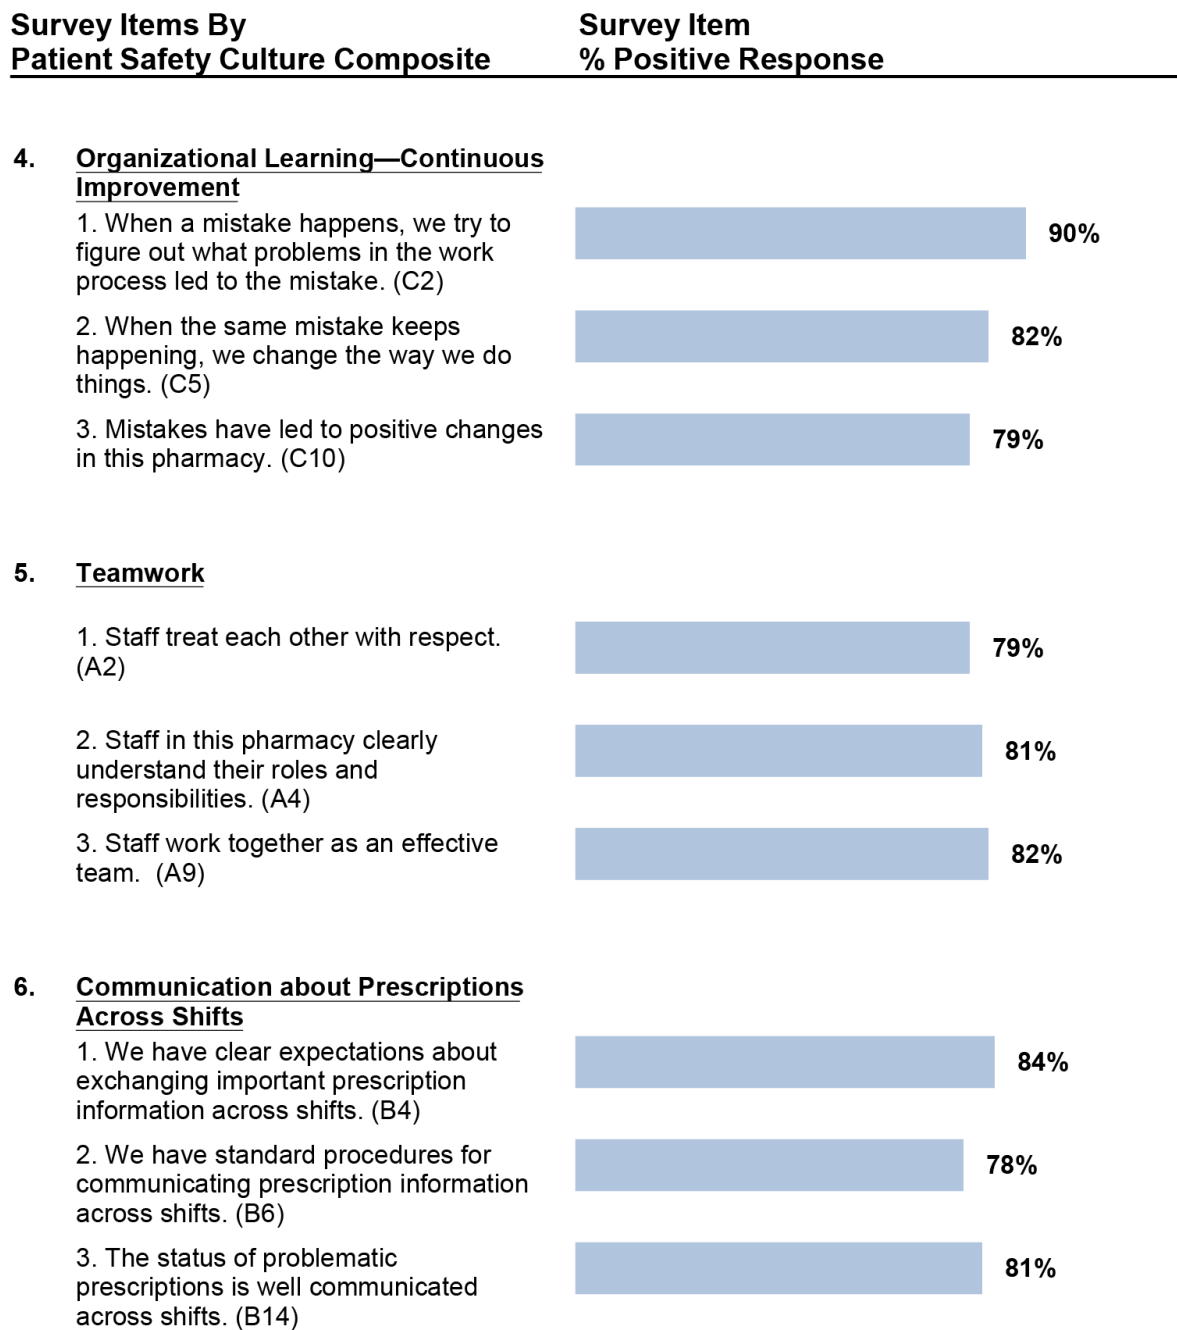 Survey Items By
Patient Safety Culture Composite
Survey Item
% Positive Response
4. Organizational Learning—Continuous
Improvement
1. When a mistake happens, we try to
figure out what problems in the work
process led to the mistake. (C2)
90%
2. When the same mistake keeps
happening, we change the way we do
things. (C5)
82%
3. Mistakes have led to positive changes
in this pharmacy. (C10)
79%
5. Teamwork
1. Staff treat each other with respect.
(A2)
79%
2. Staff in this pharmacy clearly
understand their roles and
responsibilities. (A4)
81%
3. Staff work together as an effective
team.  (A9)
82%
6. Communication about Prescriptions
Across Shifts
1. We have clear expectations about
exchanging important prescription
information across shifts. (B4)
84%
2. We have standard procedures for
communicating prescription information
across shifts. (B6)
78%
3. The status of problematic
prescriptions is well communicated
across shifts. (B14)
81%